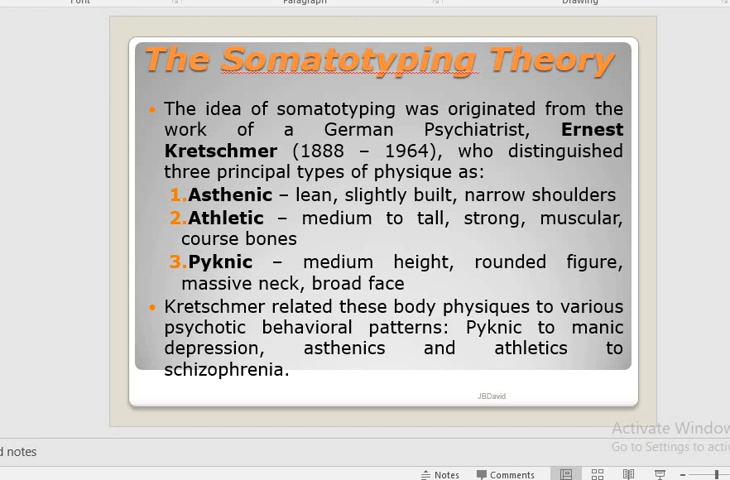 Font
Paragraph
Drawing
The Somatotyping Theory
• The idea of somatotyping was originated from the
work of a German Psychiatrist, Ernest
Kretschmer (1888 – 1964), who distinguished
three principal types of physique as:
1.Asthenic – lean, slightly built, narrow shoulders
2.Athletic – medium to tall, strong, muscular,
course bones
3.Pyknic – medium height, rounded figure,
massive neck, broad face
• Kretschmer related these body physiques to various
psychotic behavioral patterns: Pyknic to manic
depression, asthenics and athletics to
schizophrenia.
JBDavid
Activate Window
Go to Settings to activ
d notes
Notes Comments